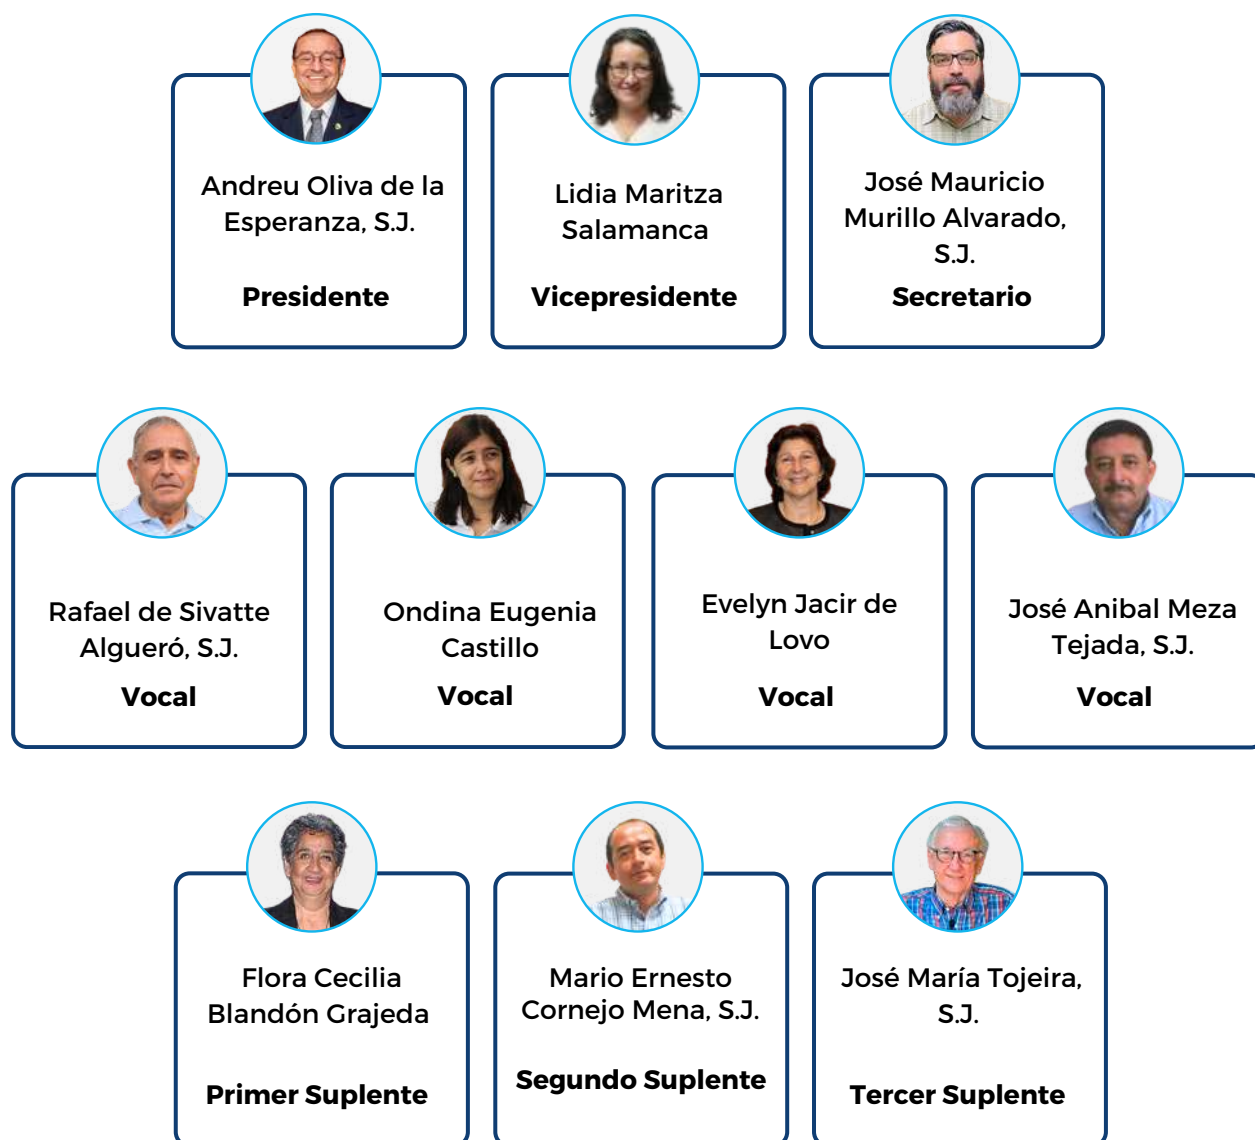 Andreu Oliva de la
Esperanza, S.J.
Presidente
Lidia Maritza
Salamanca
Vicepresidente
José Mauricio
Murillo Alvarado,
S.J.
Secretario
Rafael de Sivatte
Algueró, S.J.
Vocal
Ondina Eugenia
Castillo
Vocal
Evelyn Jacir de
Lovo
Vocal
José Anibal Meza
Tejada, S.J.
Vocal
Flora Cecilia
Blandón Grajeda
Primer Suplente
Mario Ernesto
Cornejo Mena, S.J.
Segundo Suplente
José María Tojeira,
S.J.
Tercer Suplente